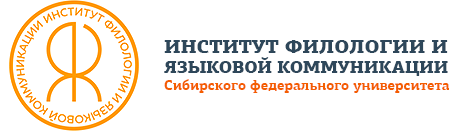 ИНСТИТУТ ФИЛОЛОГИИ И ЯЗЫКОВОЙ КОММУНИКАЦИИ
ИНСТИТУТ ФИЛОЛОГИИ И
ЯЗЫКОВОЙ КОММУНИКАЦИИ
Сибирского федерального университета